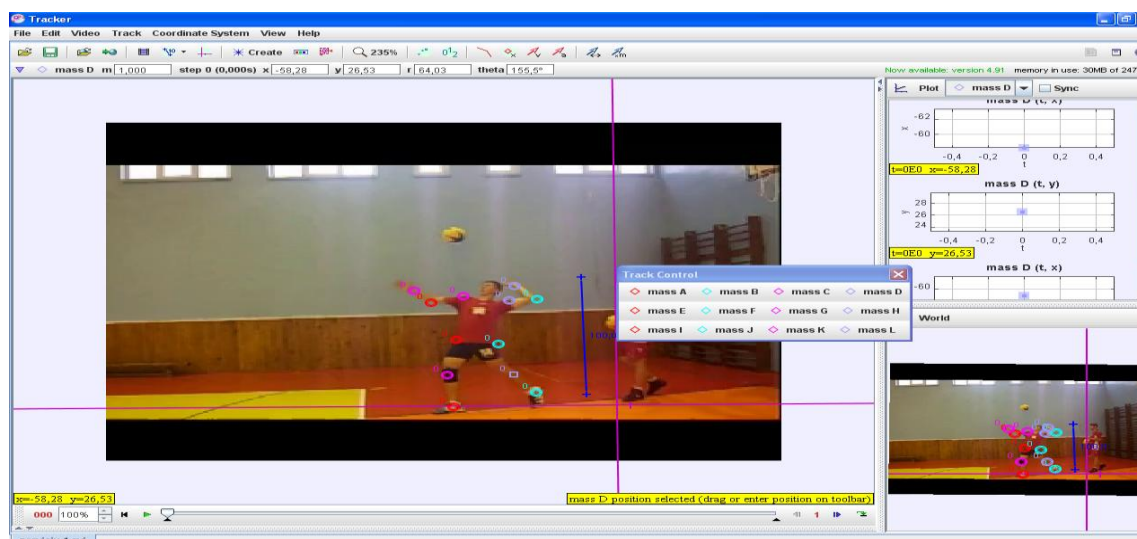 Tracker
File Edit Video Track Coordinate System View Help
Create 235%
mass D m 1,000 step 0 (0,000s) x -58,28 y 26,53 r 64,03 theta 155,5°
Now available: version 4.91 memory in use: 30MB of 247
Plot mass D Sync
mass D (t, x)
-62
x -60
-0,4 -0,2 0 0,2 0,4
t
t=0E0 x=-58,28
mass D (t, y)
28
y 26
24
-0,4 -0,2 0 0,2 0,4
t
t=0E0 y=26,53
mass D (t, x)
-60
Track Control
mass A mass B mass C mass D
mass E mass F mass G mass H
mass I mass J mass K mass L
World
x=-58,28 y=26,53
mass D position selected (drag or enter position on toolbar)
000 100% 1